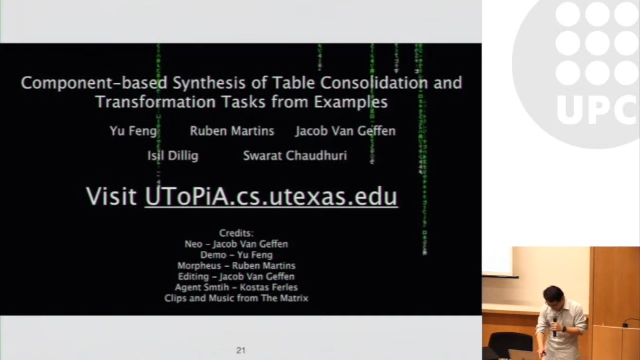 Component-based Synthesis of Table Consolidation and
Transformation Tasks from Examples
Yu Feng Ruben Martins Jacob Van Geffen
Isil Dillig Swarat Chaudhuri
Visit UToPiA.cs.utexas.edu
Credits:
Neo – Jacob Van Geffen
Demo – Yu Feng
Morpheus – Ruben Martins
Editing – Jacob Van Geffen
Agent Smtih – Kostas Ferles
Clips and Music from The Matrix
21
UPC